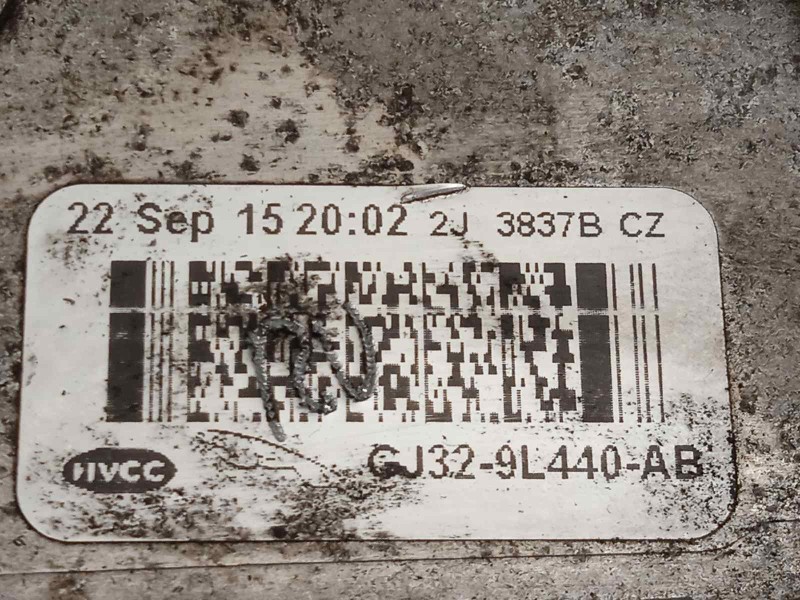 22 Sep 15 20:02 2J 3837B CZ
HVCC GJ32-9L440-AB